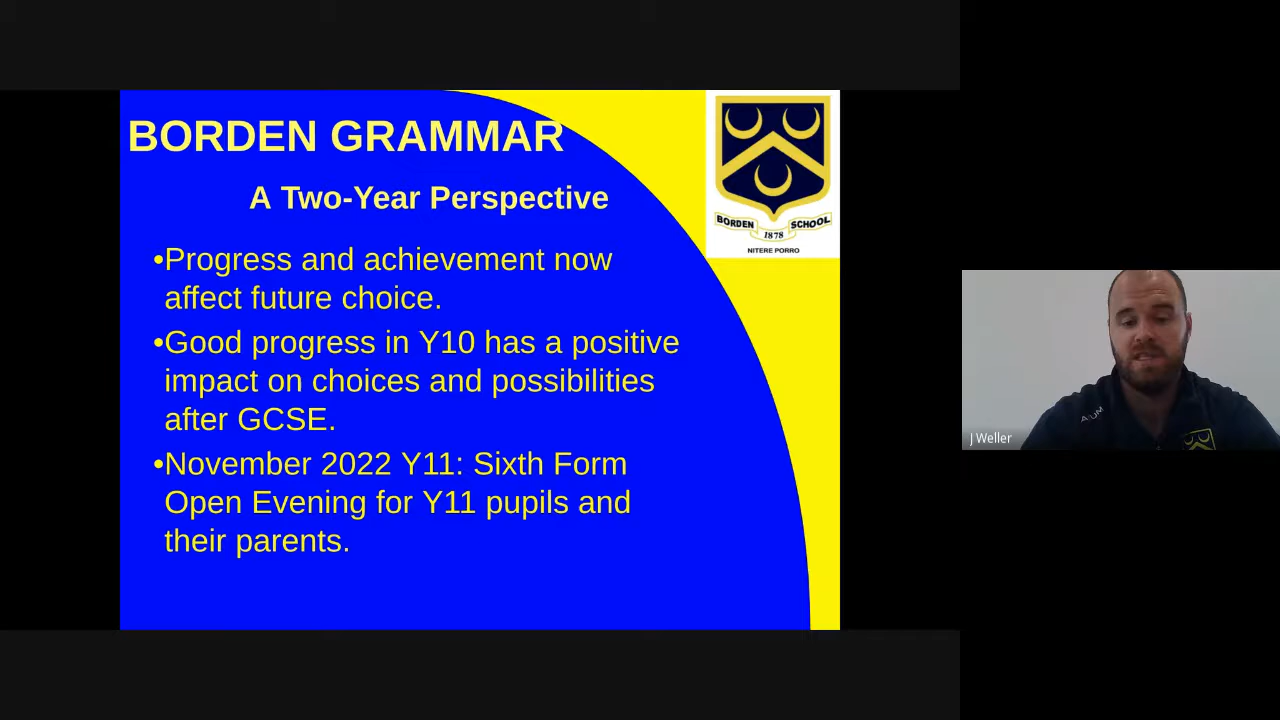 BORDEN GRAMMAR
A Two-Year Perspective
•Progress and achievement now
affect future choice.
•Good progress in Y10 has a positive
impact on choices and possibilities
after GCSE.
•November 2022 Y11: Sixth Form
Open Evening for Y11 pupils and
their parents.
BORDEN SCHOOL
1878
NITERE PORRO
J Weller